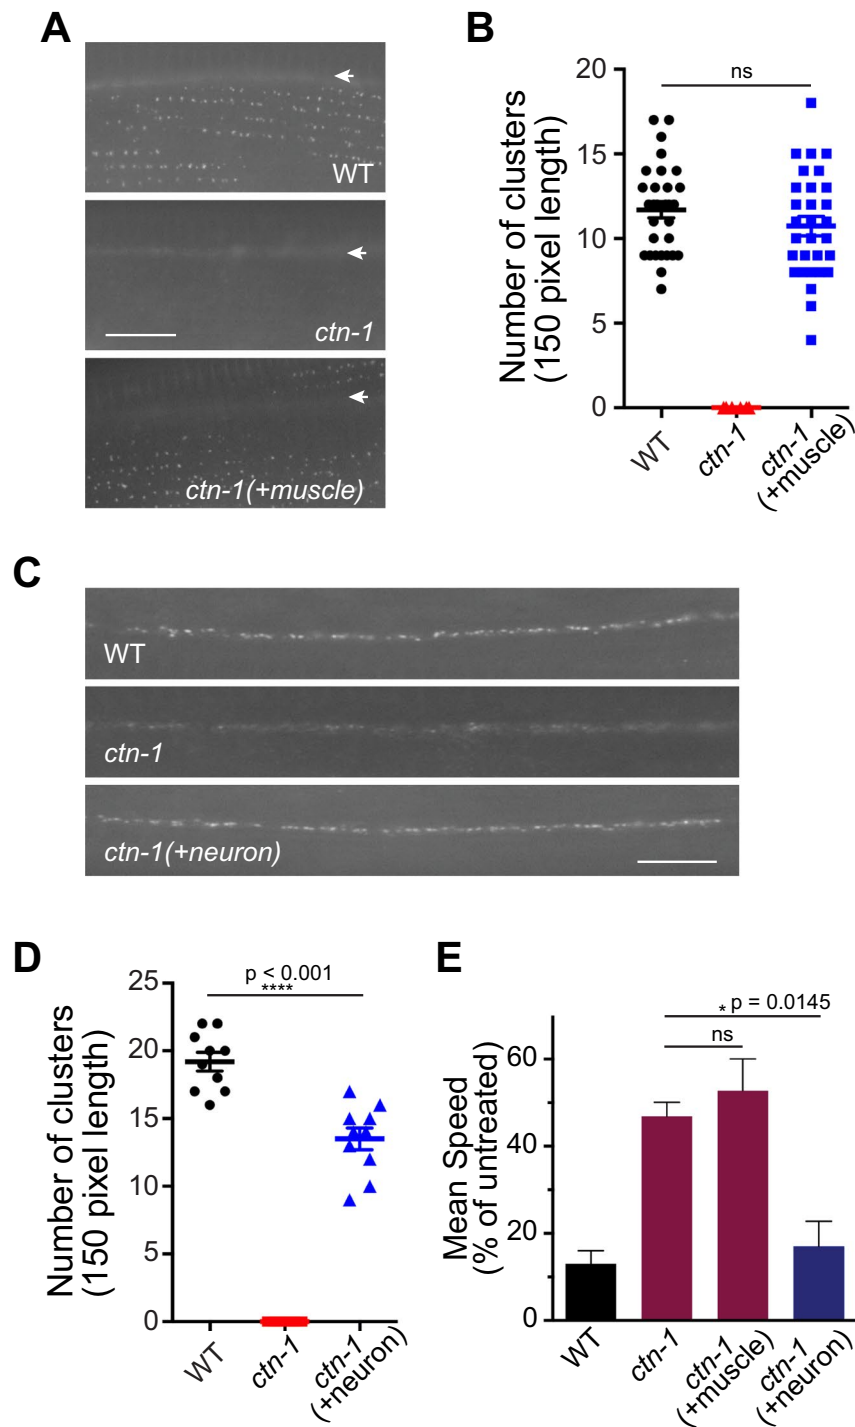 A
WT
ctn-1
ctn-1(+muscle)
B
Number of clusters
(150 pixel length)
20
15
10
5
0
ns
WT
ctn-1
ctn-1
(+muscle)
C
WT
ctn-1
ctn-1(+neuron)
D
Number of clusters
(150 pixel length)
25
20
15
10
5
0
p < 0.001
****
WT
ctn-1
ctn-1
(+neuron)
E
Mean Speed
(% of untreated)
60
40
20
0
* p = 0.0145
ns
WT
ctn-1
ctn-1
(+muscle)
ctn-1
(+neuron)